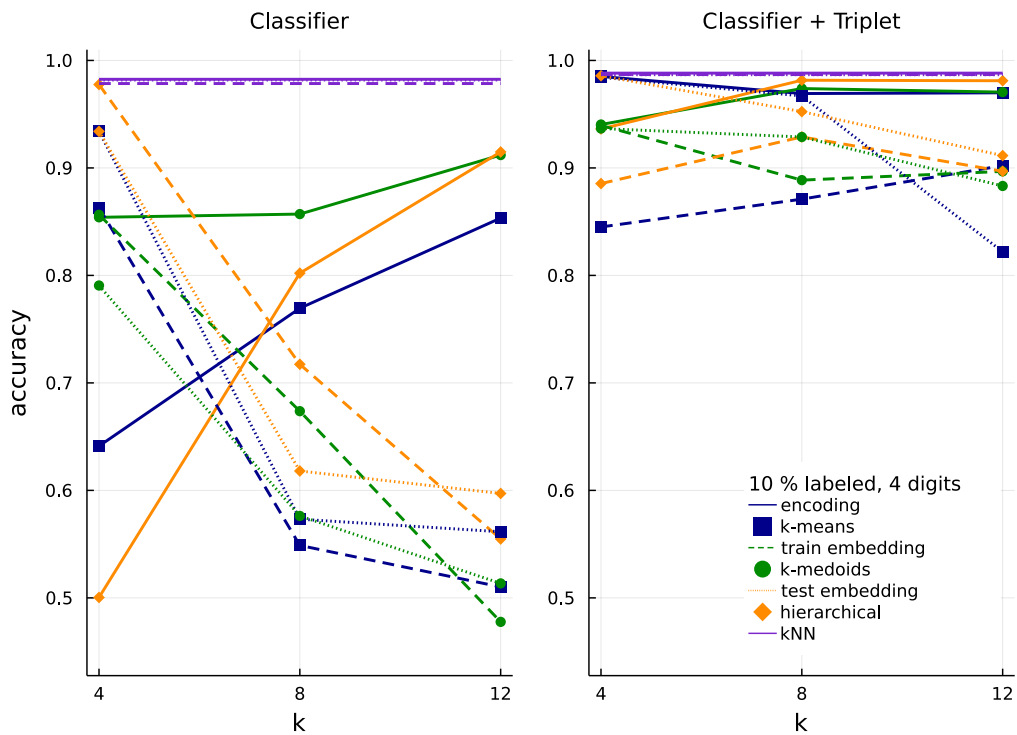 Classifier
Classifier + Triplet
accuracy
1.0
0.9
0.8
0.7
0.6
0.5
4
8
12
k
1.0
0.9
0.8
0.7
0.6
0.5
4
8
12
k
10 % labeled, 4 digits
encoding
k-means
train embedding
k-medoids
test embedding
hierarchical
kNN